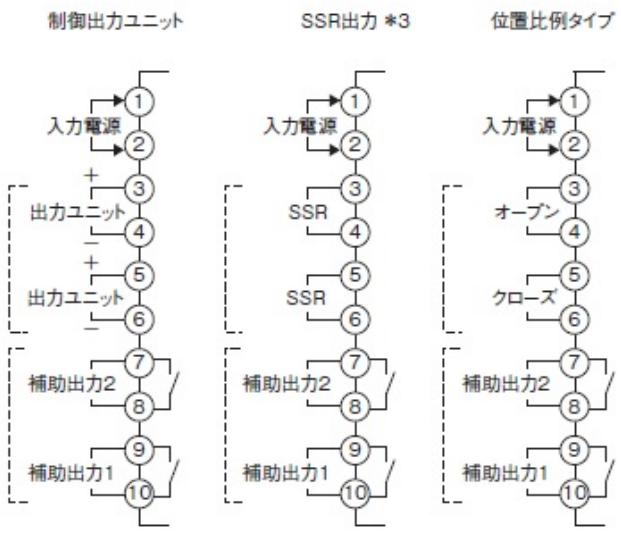 制御出力ユニット
入力電源
①
②
+
出力ユニット
−
③
④
+
出力ユニット
−
⑤
⑥
補助出力2
⑦
⑧
補助出力1
⑨
⑩
SSR出力 *3
入力電源
①
②
SSR
③
④
SSR
⑤
⑥
補助出力2
⑦
⑧
補助出力1
⑨
⑩
位置比例タイプ
入力電源
①
②
オープン
③
④
クローズ
⑤
⑥
補助出力2
⑦
⑧
補助出力1
⑨
⑩